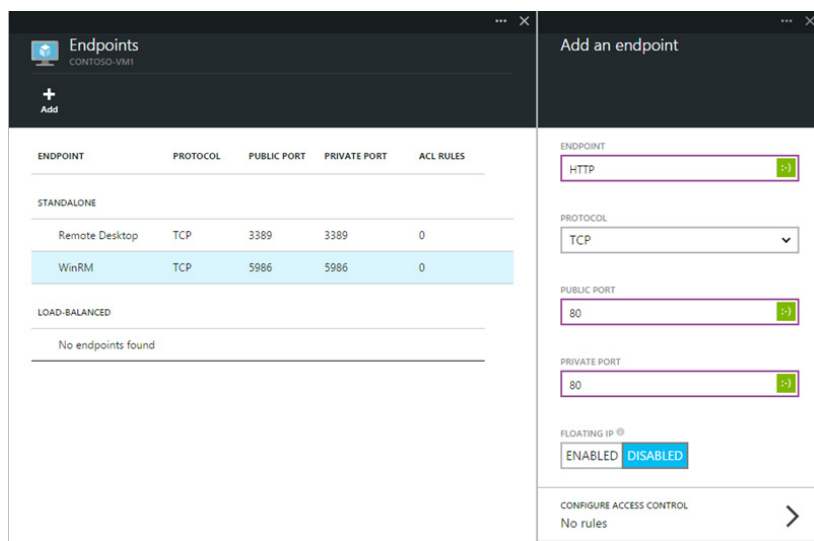 Endpoints
CONTOSO-VM1
Add
ENDPOINT PROTOCOL PUBLIC PORT PRIVATE PORT ACL RULES
STANDALONE
Remote Desktop TCP 3389 3389 0
WinRM TCP 5986 5986 0
LOAD-BALANCED
No endpoints found
Add an endpoint
ENDPOINT
HTTP :-)
PROTOCOL
TCP
PUBLIC PORT
80 :-)
PRIVATE PORT
80 :-)
FLOATING IP
ENABLED DISABLED
CONFIGURE ACCESS CONTROL
No rules